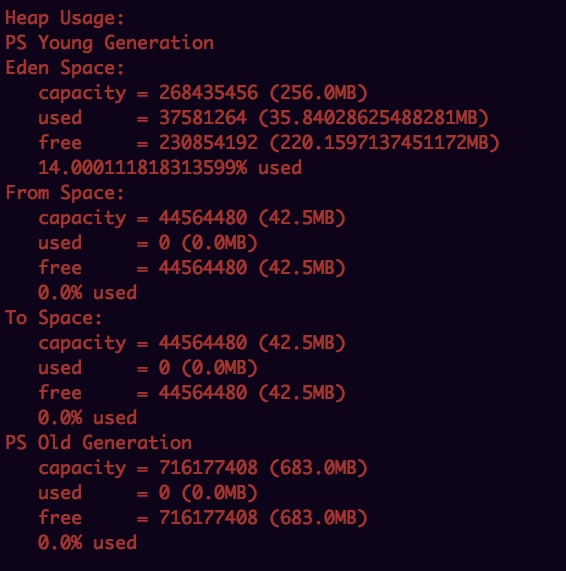 Heap Usage:
PS Young Generation
Eden Space:
   capacity = 268435456 (256.0MB)
   used     = 37581264 (35.84028625488281MB)
   free     = 230854192 (220.1597137451172MB)
   14.000111818313599% used
From Space:
   capacity = 44564480 (42.5MB)
   used     = 0 (0.0MB)
   free     = 44564480 (42.5MB)
   0.0% used
To Space:
   capacity = 44564480 (42.5MB)
   used     = 0 (0.0MB)
   free     = 44564480 (42.5MB)
   0.0% used
PS Old Generation
   capacity = 716177408 (683.0MB)
   used     = 0 (0.0MB)
   free     = 716177408 (683.0MB)
   0.0% used